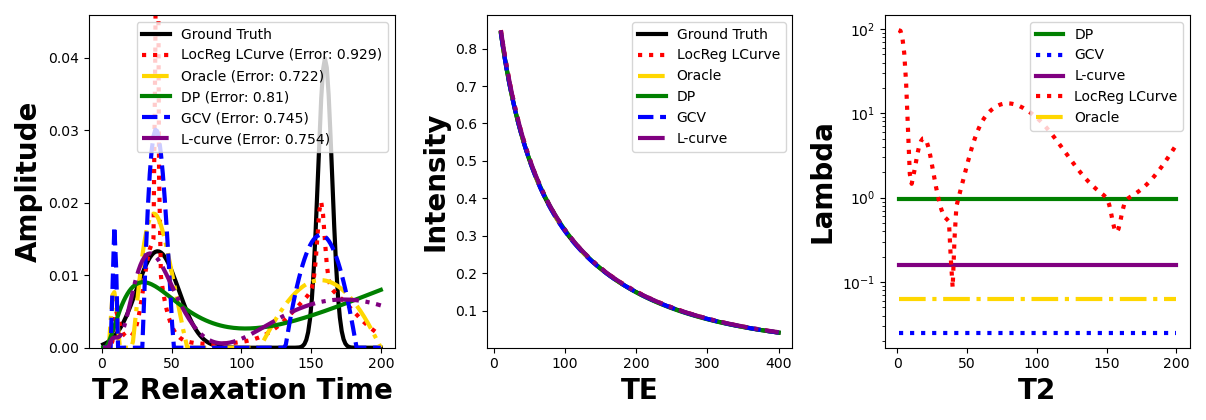 Amplitude
0.04
0.03
0.02
0.01
0.00
Ground Truth
LocReg LCurve (Error: 0.929)
Oracle (Error: 0.722)
DP (Error: 0.81)
GCV (Error: 0.745)
L-curve (Error: 0.754)
0 50 100 150 200
T2 Relaxation Time
Intensity
0.8
0.7
0.6
0.5
0.4
0.3
0.2
0.1
Ground Truth
LocReg LCurve
Oracle
DP
GCV
L-curve
0 100 200 300 400
TE
Lambda
10²
10¹
10⁰
10⁻¹
DP
GCV
L-curve
LocReg LCurve
Oracle
0 50 100 150 200
T2